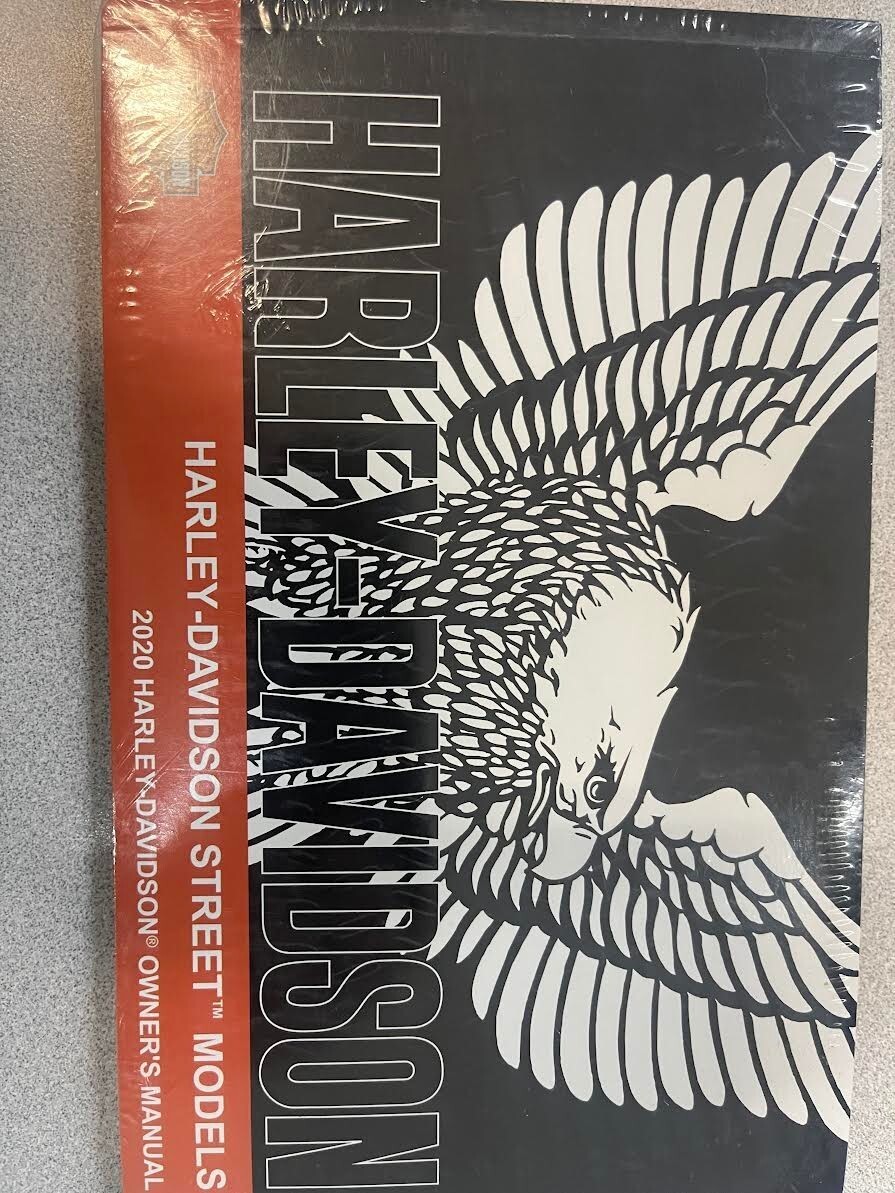 HARLEY-DAVIDSON
HARLEY-DAVIDSON STREET™ MODELS
2020 HARLEY-DAVIDSON® OWNER'S MANUAL